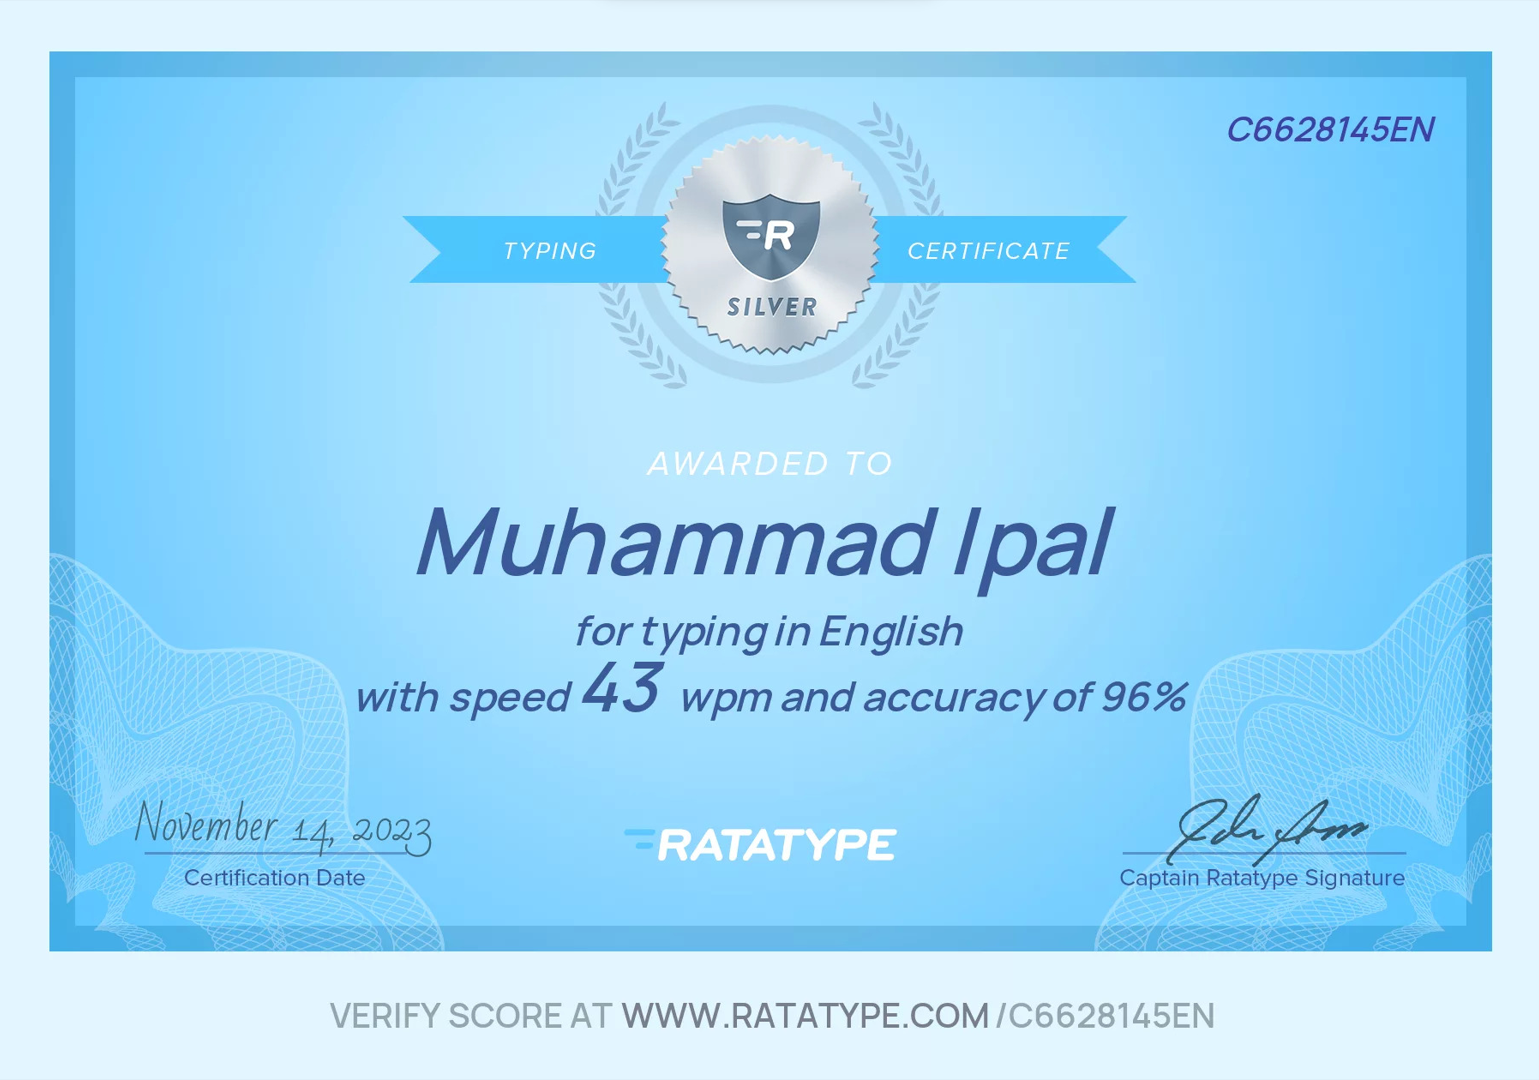 C6628145EN
TYPING
CERTIFICATE
R
SILVER
AWARDED TO
Muhammad Ipal
for typing in English
with speed 43 wpm and accuracy of 96%
November 14, 2023
Certification Date
RATATYPE
Captain Ratatype Signature
VERIFY SCORE AT WWW.RATATYPE.COM/C6628145EN